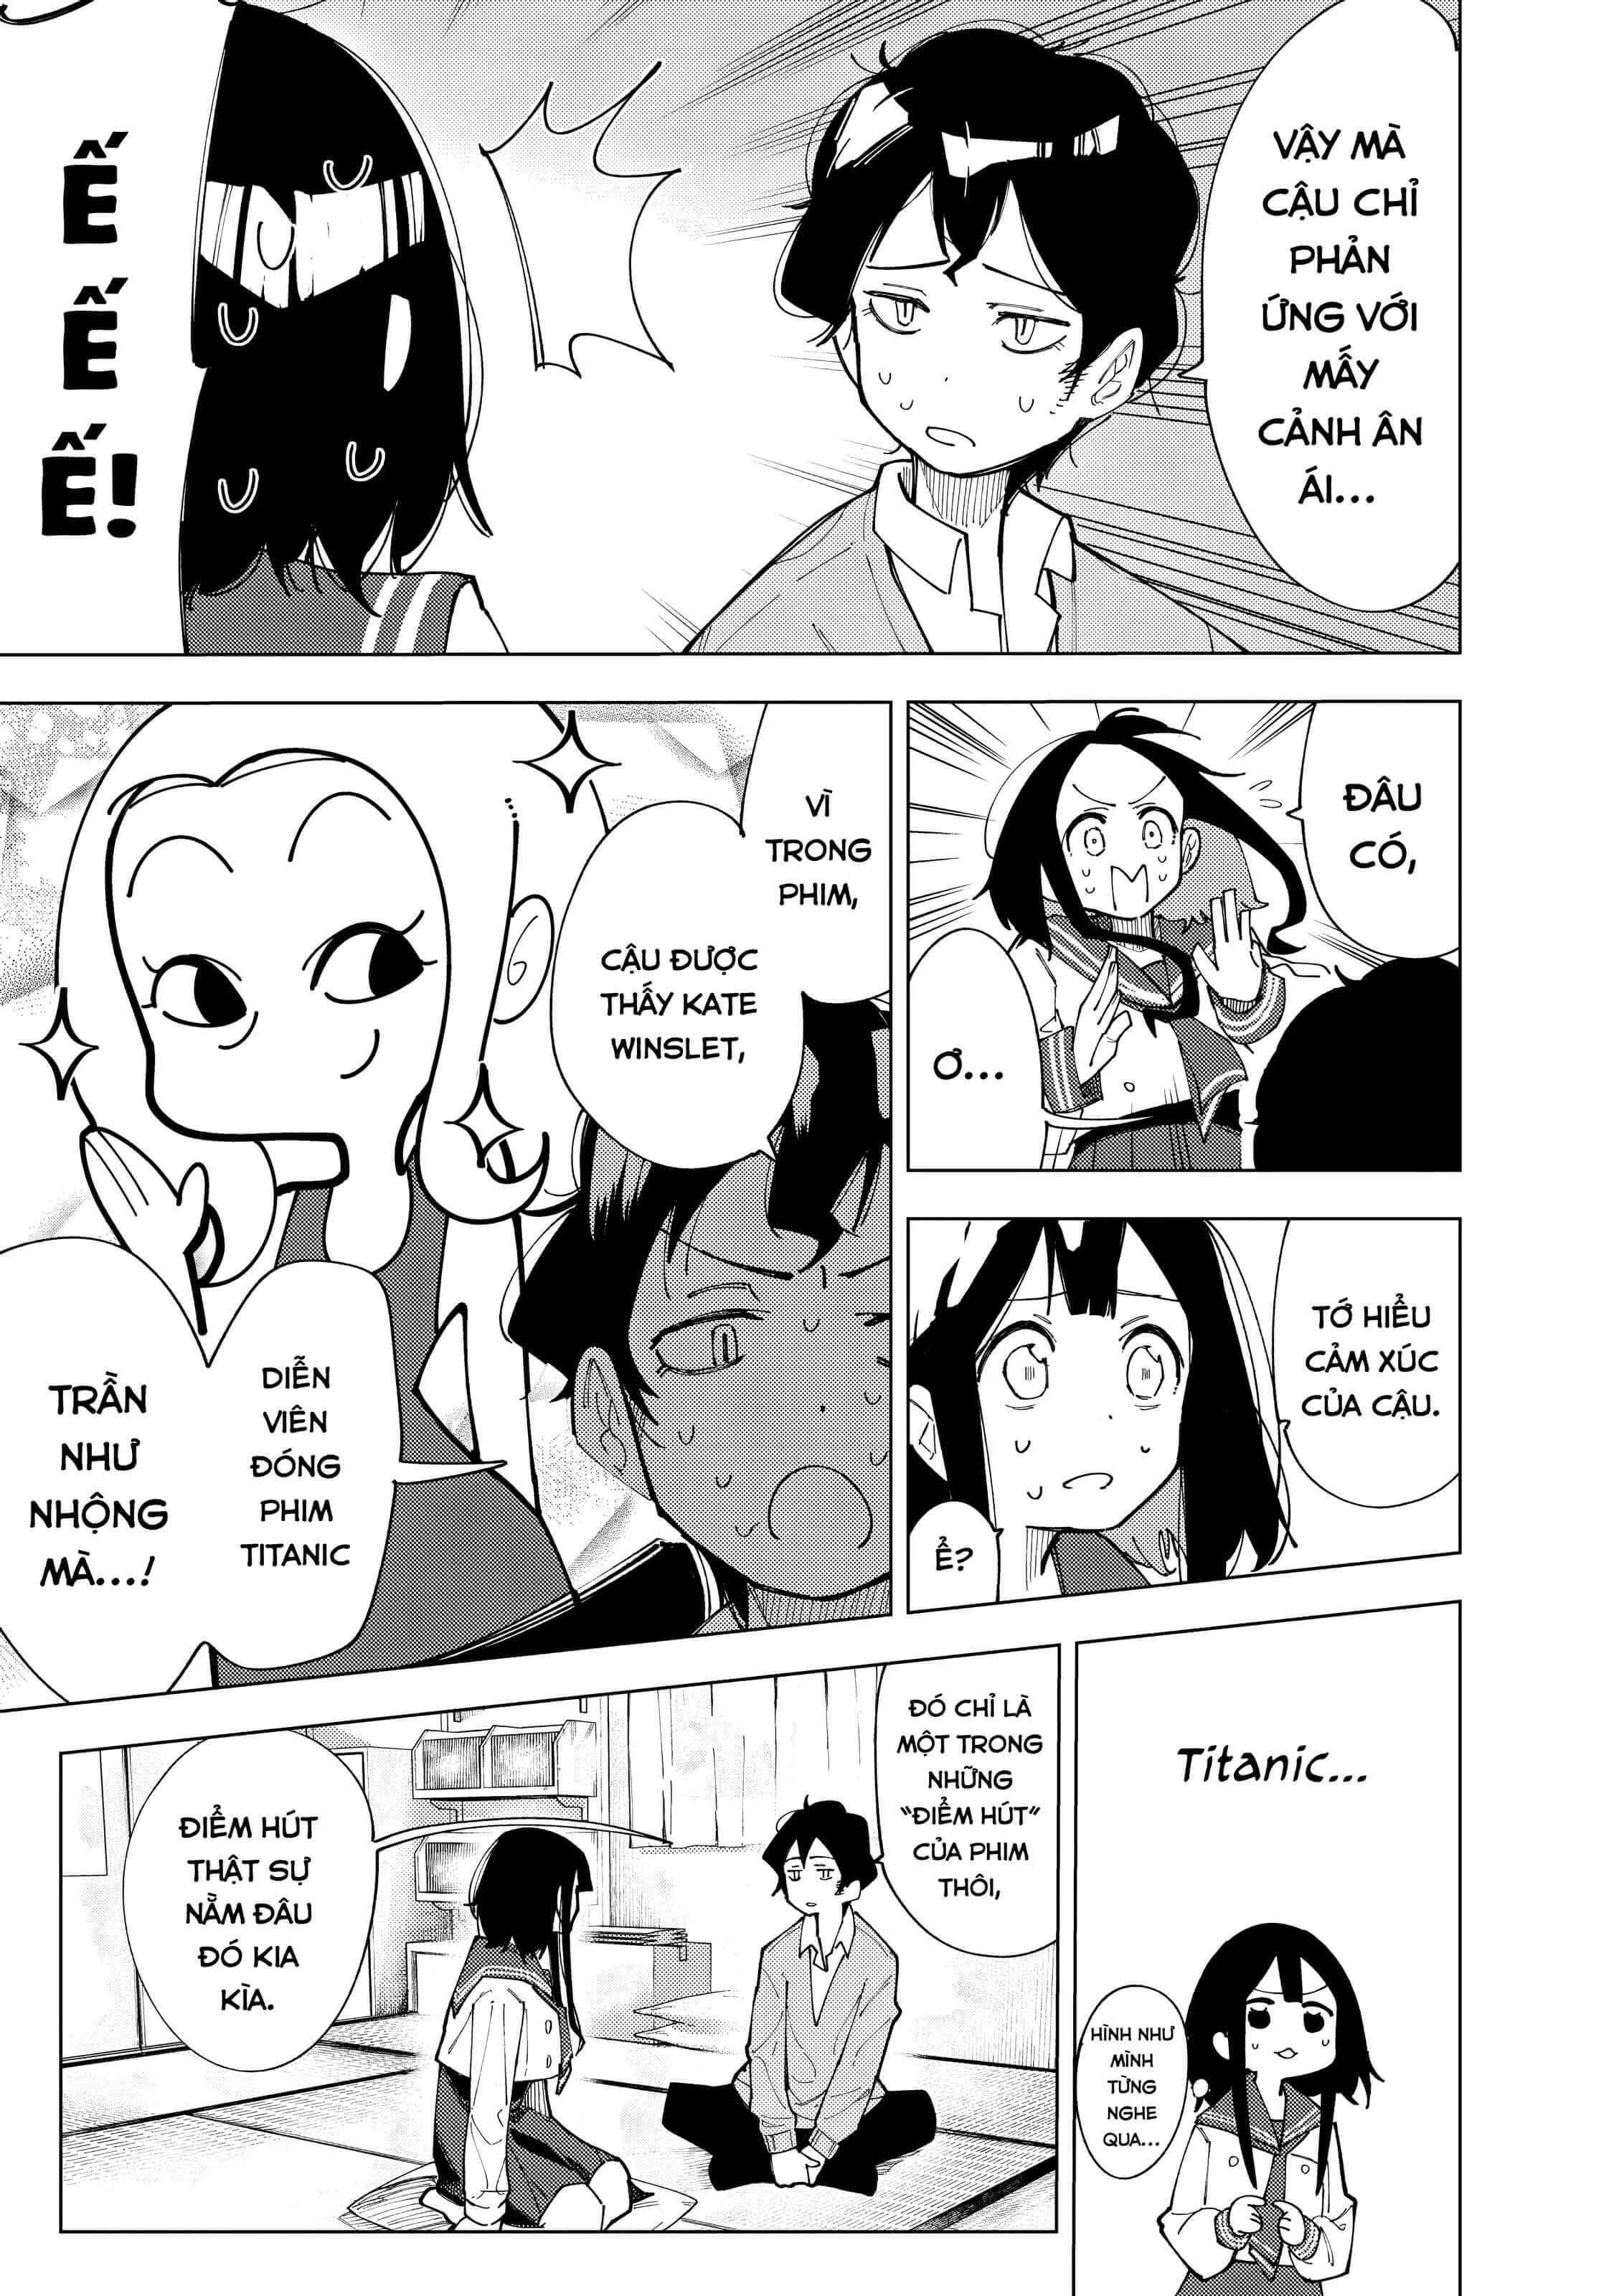 VẬY MÀ
CẬU CHỈ
PHẢN
ỨNG VỚI
MẤY
CẢNH ÂN
ÁI...
Ế
Ế
Ế!
ĐÂU
CÓ,
Ơ...
TỚ HIỂU
CẢM XÚC
CỦA CẬU.
Ể?
VÌ
TRONG
PHIM,
CẬU ĐƯỢC
THẤY KATE
WINSLET,
DIỄN
VIÊN
ĐÓNG
PHIM
TITANIC
TRẦN
NHƯ
NHỘNG
MÀ...!
Titanic...
HÌNH NHƯ
MÌNH
TỪNG
NGHE
QUA...
ĐÓ CHỈ LÀ
MỘT TRONG
NHỮNG
“ĐIỂM HÚT”
CỦA PHIM
THÔI,
ĐIỂM HÚT
THẬT SỰ
NẰM ĐÂU
ĐÓ KIA
KÌA.